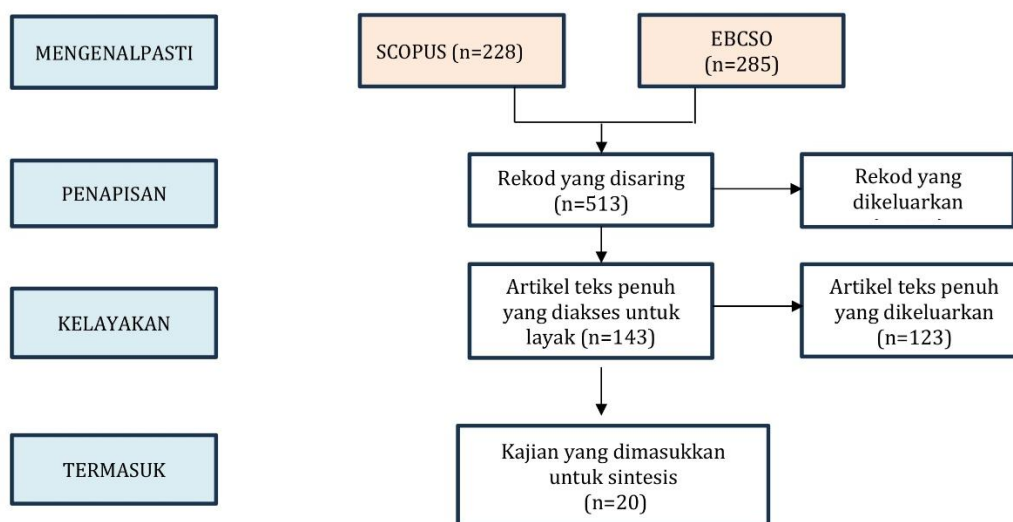 MENGENALPASTI
SCOPUS (n=228)
EBCSO
(n=285)
PENAPISAN
Rekod yang disaring
(n=513)
Rekod yang
dikeluarkan
KELAYAKAN
Artikel teks penuh
yang diakses untuk
layak (n=143)
Artikel teks penuh
yang dikeluarkan
(n=123)
TERMASUK
Kajian yang dimasukkan
untuk sintesis
(n=20)